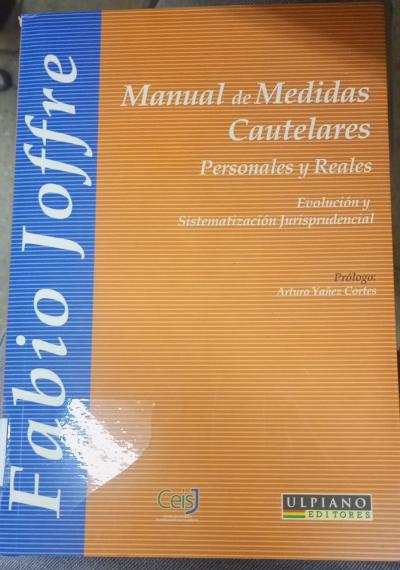 Fabio Joffre
Manual de Medidas
Cautelares
Personales y Reales
Evolución y
Sistematización Jurisprudencial
Prólogo:
Arturo Yañez Cortes
CeisJ
ULPIANO
EDITORES